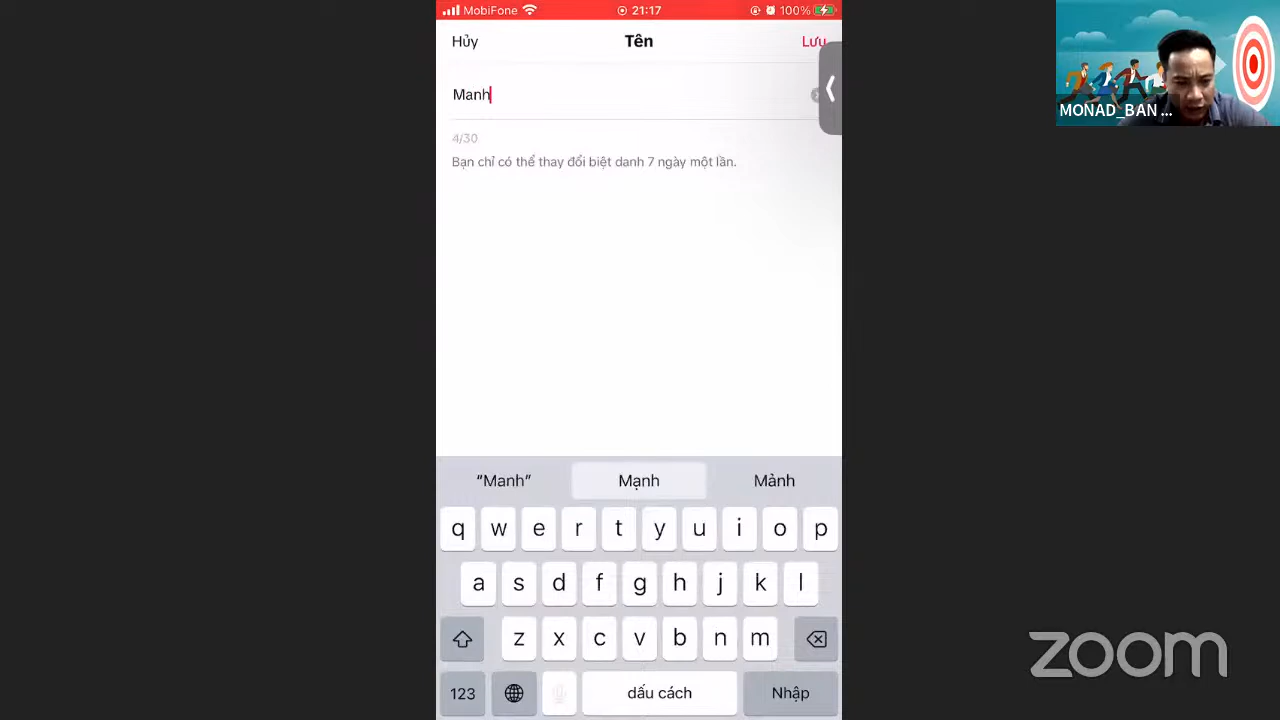 MobiFone 21:17 100%
Hủy Tên Lưu
Manh
4/30
Bạn chỉ có thể thay đổi biệt danh 7 ngày một lần.
“Manh” Mạnh Mảnh
q w e r t y u i o p
a s d f g h j k l
z x c v b n m
123 dấu cách Nhập
MONAD_BAN ...
zoom